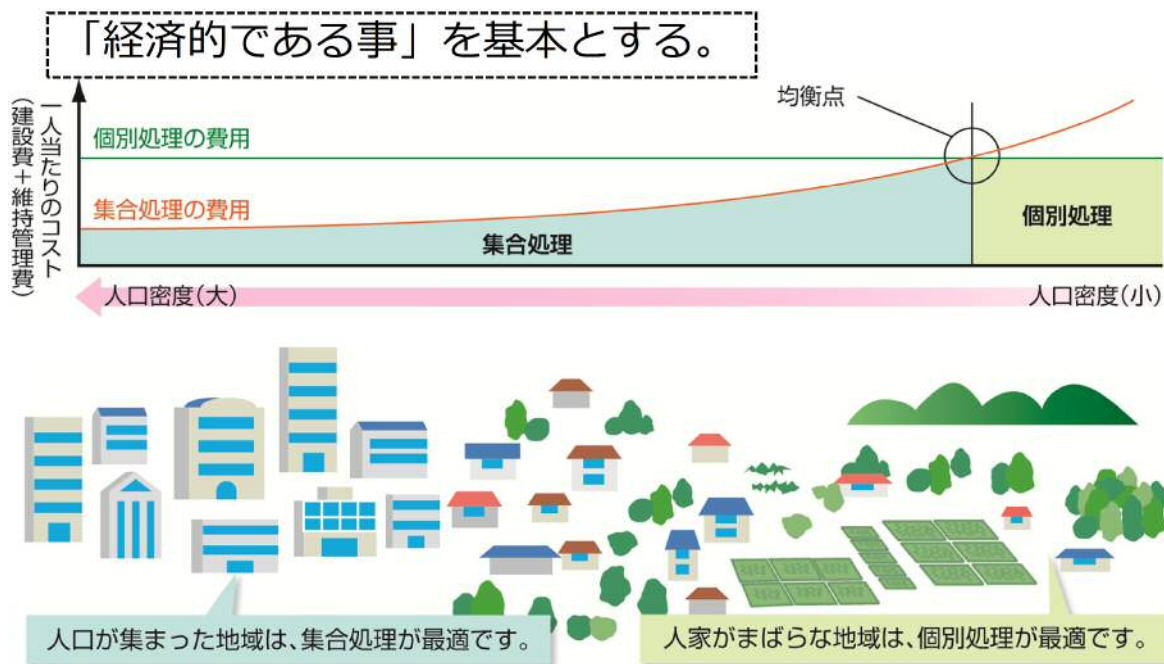 「経済的である事」を基本とする。
一人当たりのコスト
(建設費+維持管理費)
均衡点
個別処理の費用
集合処理の費用
集合処理
個別処理
人口密度(大)
人口密度(小)
人口が集まった地域は、集合処理が最適です。
人家がまばらな地域は、個別処理が最適です。